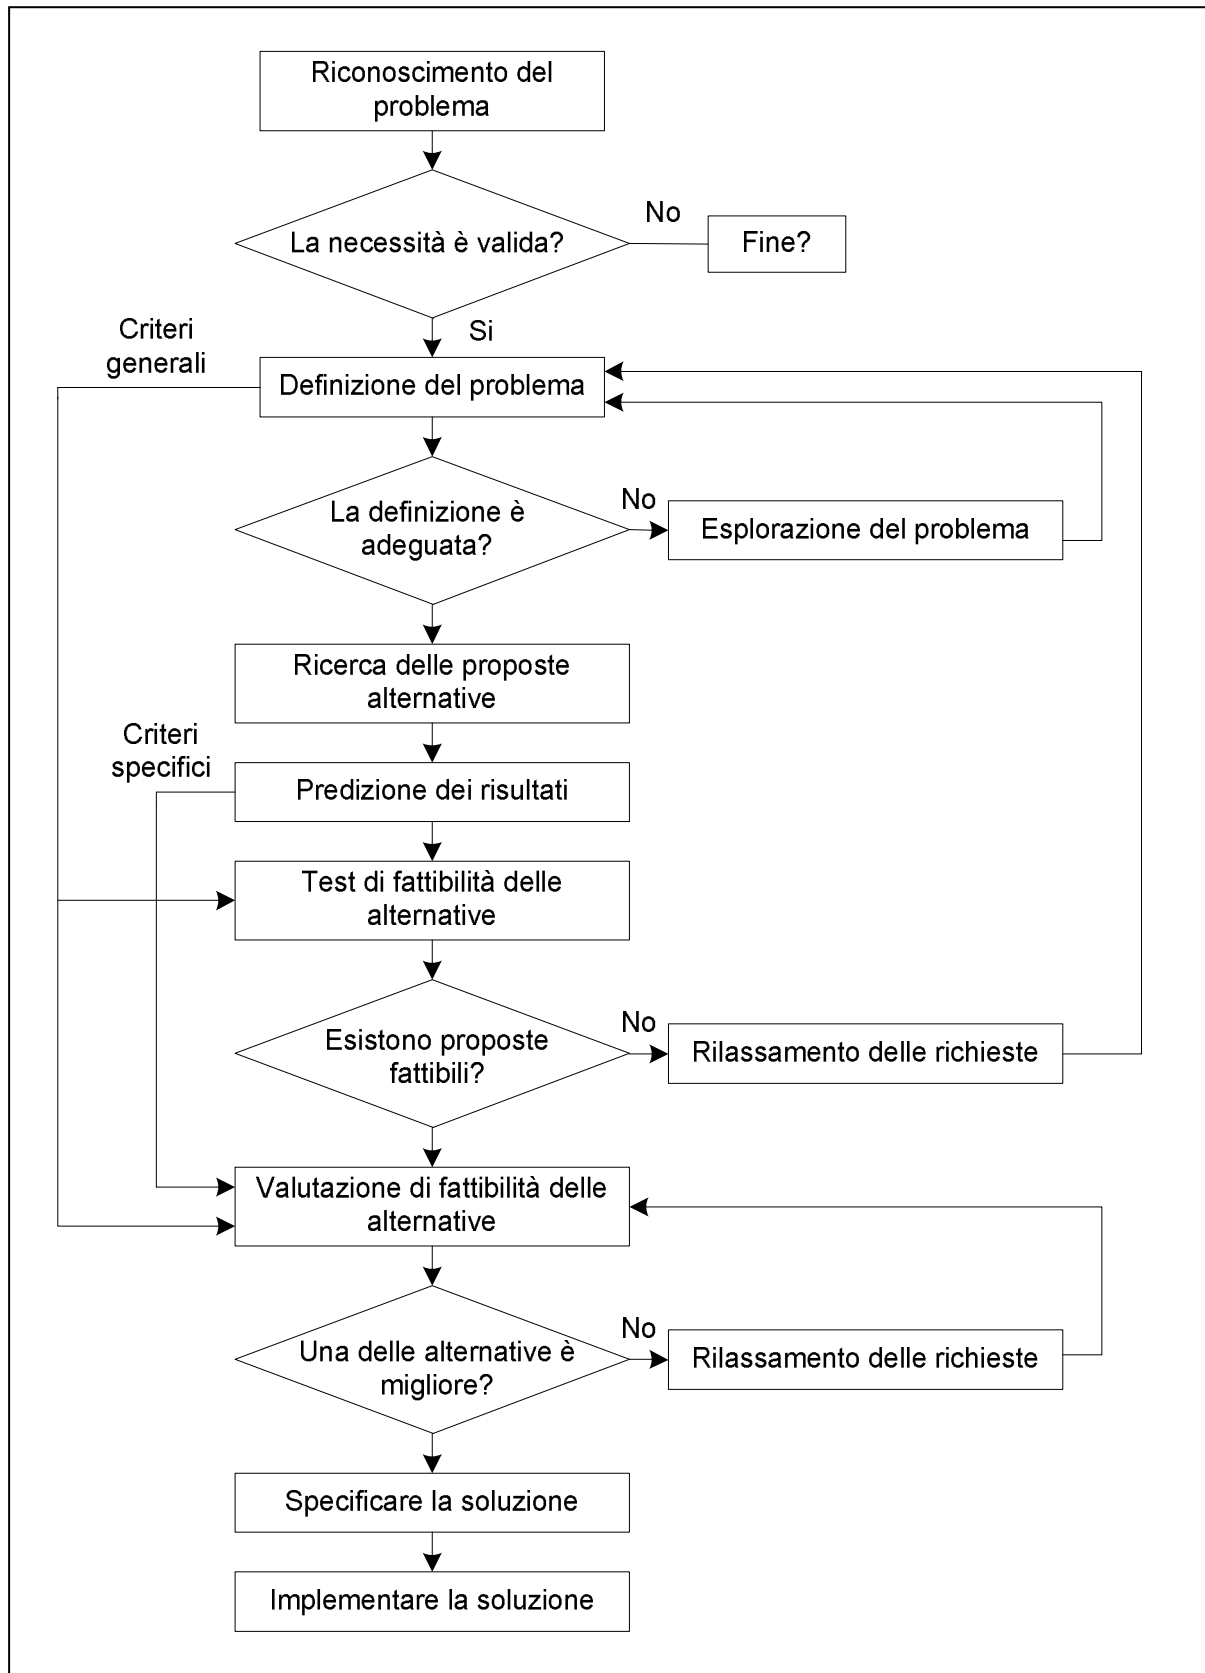 Riconoscimento del
problema
La necessità è valida?
No
Fine?
Si
Criteri
generali
Definizione del problema
La definizione è
adeguata?
No
Esplorazione del problema
Ricerca delle proposte
alternative
Criteri
specifici
Predizione dei risultati
Test di fattibilità delle
alternative
Esistono proposte
fattibili?
No
Rilassamento delle richieste
Valutazione di fattibilità delle
alternative
Una delle alternative è
migliore?
No
Rilassamento delle richieste
Specificare la soluzione
Implementare la soluzione